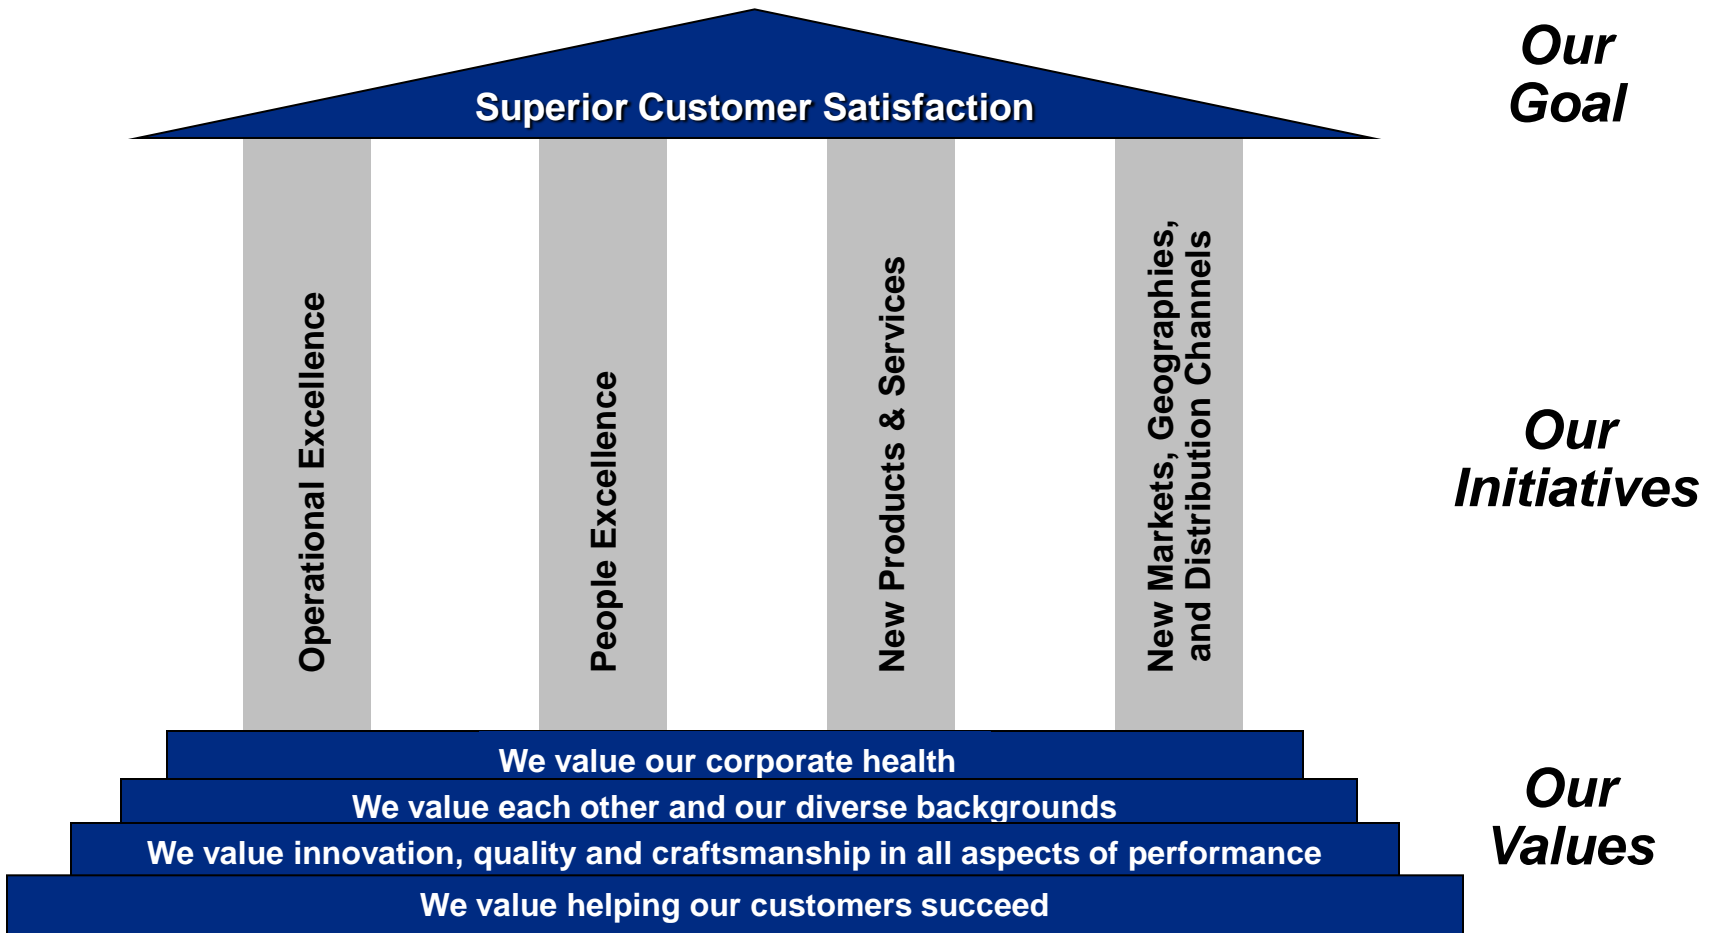 Superior Customer Satisfaction
Our
Goal
Operational Excellence
People Excellence
New Products & Services
New Markets, Geographies,
and Distribution Channels
Our
Initiatives
We value our corporate health
We value each other and our diverse backgrounds
We value innovation, quality and craftsmanship in all aspects of performance
We value helping our customers succeed
Our
Values